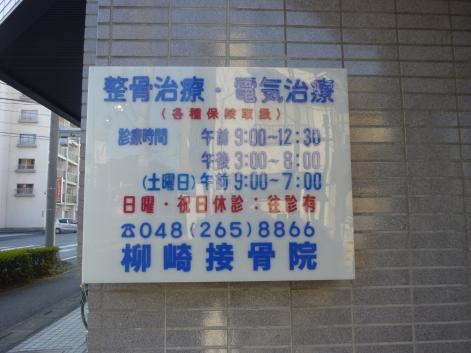 整骨治療・電気治療
(各種保険取扱)
診療時間 午前 9:00~12:30
午後 3:00~8:00
(土曜日)午前 9:00~7:00
日曜・祝日休診:往診有
☎048(265)8866
柳崎接骨院